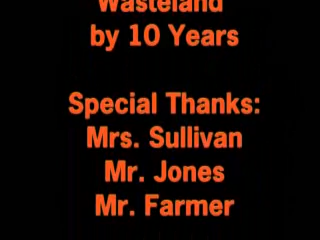 Wasteland
by 10 Years
Special Thanks:
Mrs. Sullivan
Mr. Jones
Mr. Farmer